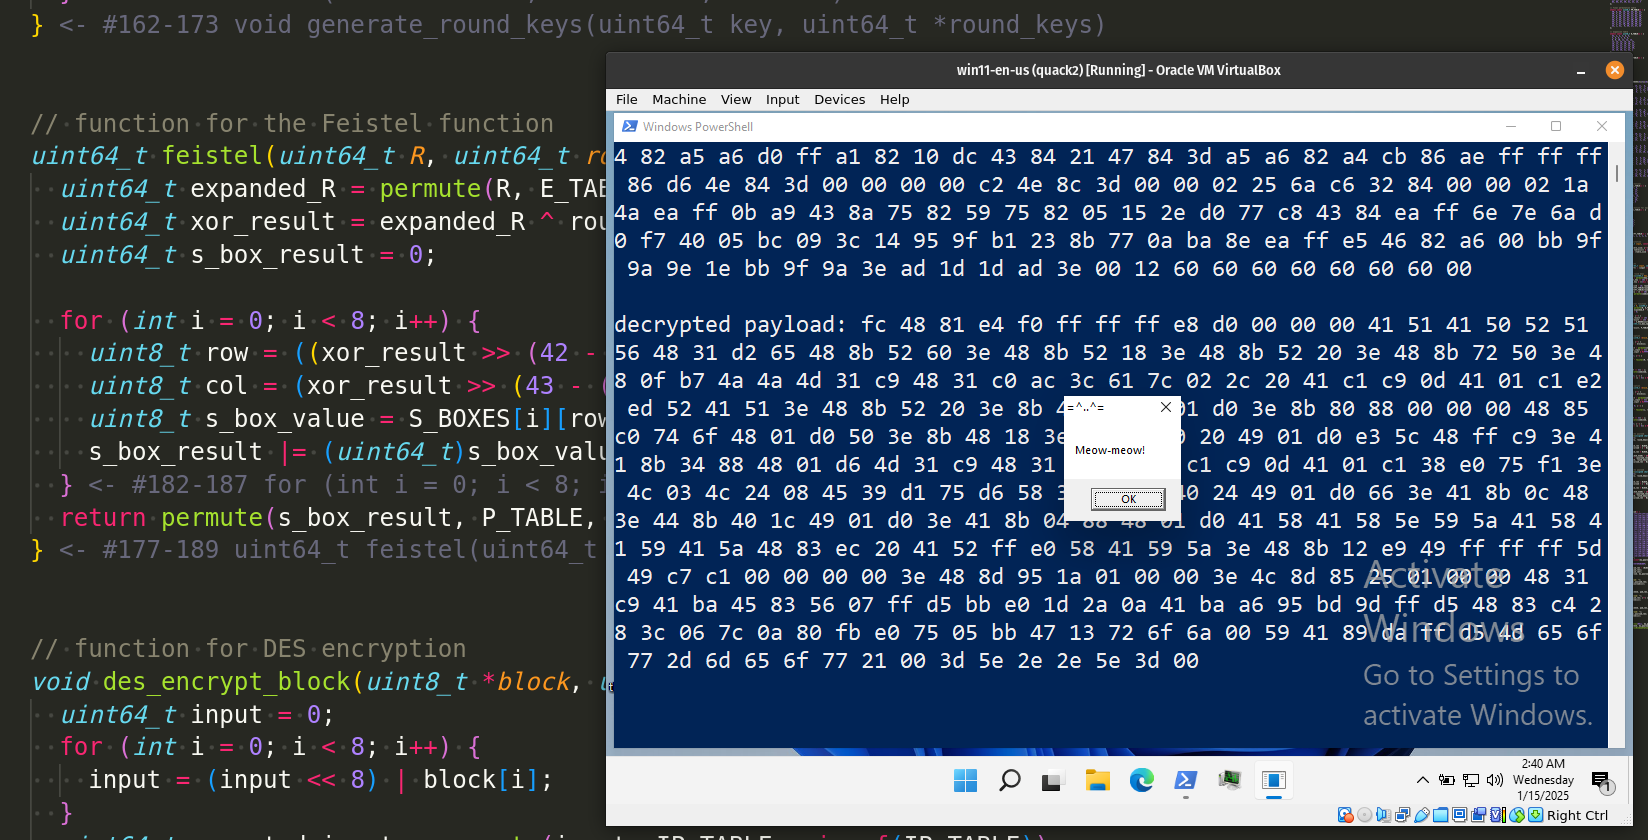 } <- #162-173 void generate_round_keys(uint64_t key, uint64_t *round_keys)
// function for the Feistel function
uint64_t feistel(uint64_t R, uint64_t
uint64_t expanded_R = permute(R,
uint64_t xor_result = expanded_R ^
uint64_t s_box_result = 0;
for (int i = 0; i < 8; i++) {
uint8_t row = ((xor_result >> (42 -
uint8_t col = (xor_result >> (43 - (
uint8_t s_box_value = S_BOXES[i][row
s_box_result |= (uint64_t)
} <- #182-187 for (int i = 0; i < 8; i
return permute(s_box_result, P_TABLE,
} <- #177-189 uint64_t feistel(uint64_t
// function for DES encryption
void des_encrypt_block(uint8_t *block,
uint64_t input = 0;
for (int i = 0; i < 8; i++) {
input = (input << 8) | block[i];
}
win11-en-us (quack2) [Running] - Oracle VM VirtualBox
File Machine View Input Devices Help
Windows PowerShell
4 82 a5 a6 d0 ff a1 82 10 dc 43 84 21 47 84 3d a5 a6 82 a4 cb 86 ae ff ff ff
86 d6 4e 84 3d 00 00 00 00 c2 4e 8c 3d 00 00 02 25 6a c6 32 84 00 00 02 1a
4a ea ff 0b a9 43 8a 75 82 59 75 82 05 15 2e d0 77 c8 43 84 ea ff 6e 7e 6a d
0 f7 40 05 bc 09 3c 14 95 9f b1 23 8b 77 0a ba 8e ea ff e5 46 82 a6 00 bb 9f
9a 9e 1e bb 9f 9a 3e ad 1d 1d ad 3e 00 12 60 60 60 60 60 60 60 00
decrypted payload: fc 48 81 e4 f0 ff ff ff e8 d0 00 00 00 41 51 41 50 52 51
56 48 31 d2 65 48 8b 52 60 3e 48 8b 52 18 3e 48 8b 52 20 3e 48 8b 72 50 3e 4
8 0f b7 4a 4a 4d 31 c9 48 31 c0 ac 3c 61 7c 02 2c 20 41 c1 c9 0d 41 01 c1 e2
ed 52 41 51 3e 48 8b 52 20 3e 8b 01 d0 3e 8b 80 88 00 00 00 48 85
c0 74 6f 48 01 d0 50 3e 8b 48 18 20 49 01 d0 e3 5c 48 ff c9 3e 4
1 8b 34 88 48 01 d6 4d 31 c9 48 31 c1 c9 0d 41 01 c1 38 e0 75 f1 3e
4c 03 4c 24 08 45 39 d1 75 d6 58 24 49 01 d0 66 3e 41 8b 0c 48
3e 44 8b 40 1c 49 01 d0 3e 41 8b 04 88 48 01 d0 41 58 41 58 5e 59 5a 41 58 4
1 59 41 5a 48 83 ec 20 41 52 ff e0 58 41 59 5a 3e 48 8b 12 e9 49 ff ff ff 5d
49 c7 c1 00 00 00 00 3e 48 8d 95 1a 01 00 00 3e 4c 8d 85 25 01 00 00 48 31
c9 41 ba 45 83 56 07 ff d5 bb e0 1d 2a 0a 41 ba a6 95 bd 9d ff d5 48 83 c4 2
8 3c 06 7c 0a 80 fb e0 75 05 bb 47 13 72 6f 6a 00 59 41 89 da ff d5 4d 65 6f
77 2d 6d 65 6f 77 21 00 3d 5e 2e 2e 5e 3d 00
=^..^=
Meow-meow!
OK
Activate
Windows
Go to Settings to
activate Windows.
2:40 AM
Wednesday
1/15/2025
1
Right Ctrl